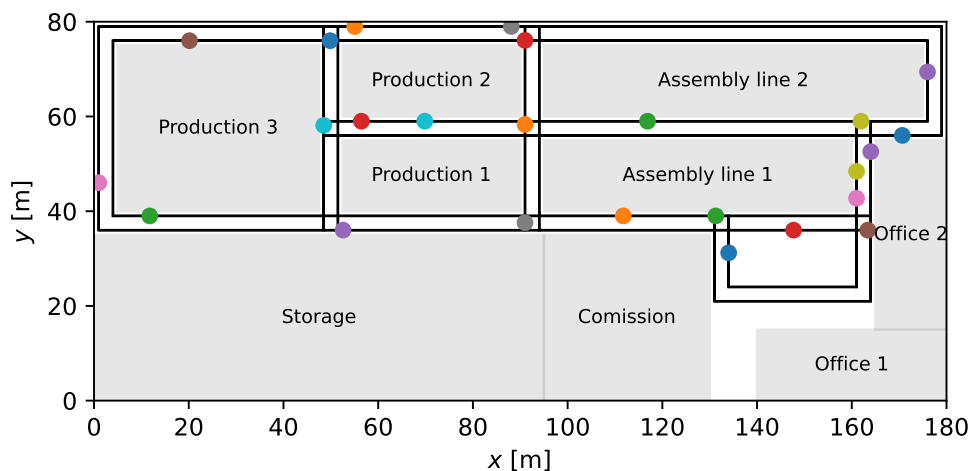 80
60
40
20
0
y [m]
Production 2
Assembly line 2
Production 3
Production 1
Assembly line 1
Office 2
Storage
Comission
Office 1
0 20 40 60 80 100 120 140 160 180
x [m]